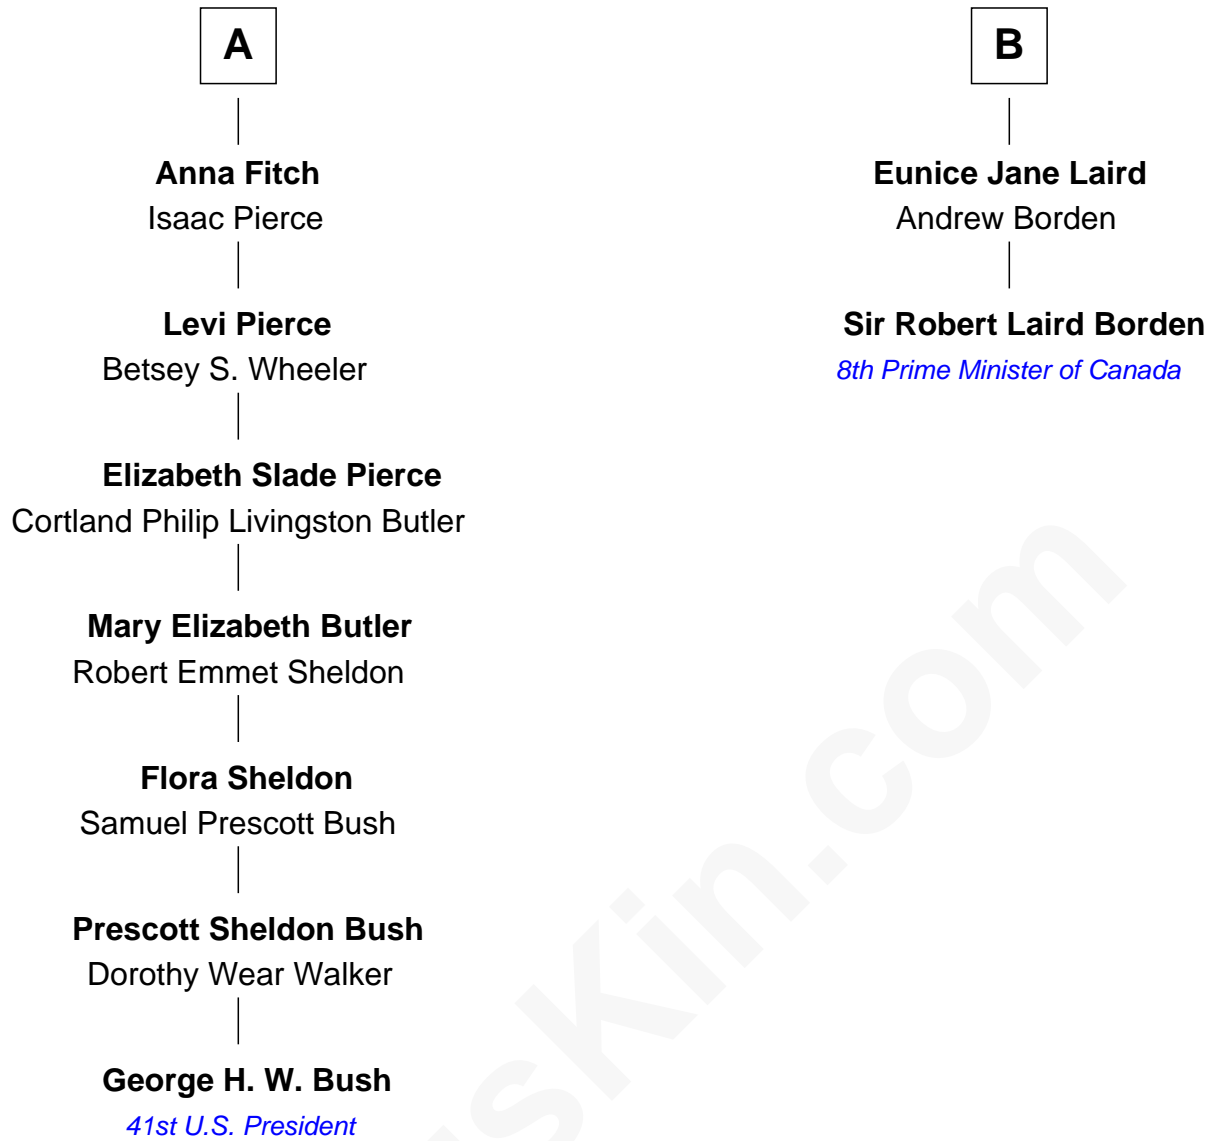 A
Anna Fitch
Isaac Pierce
Levi Pierce
Betsey S. Wheeler
Elizabeth Slade Pierce
Cortland Philip Livingston Butler
Mary Elizabeth Butler
Robert Emmet Sheldon
Flora Sheldon
Samuel Prescott Bush
Prescott Sheldon Bush
Dorothy Wear Walker
George H. W. Bush
41st U.S. President
B
Eunice Jane Laird
Andrew Borden
Sir Robert Laird Borden
8th Prime Minister of Canada
usKin.com